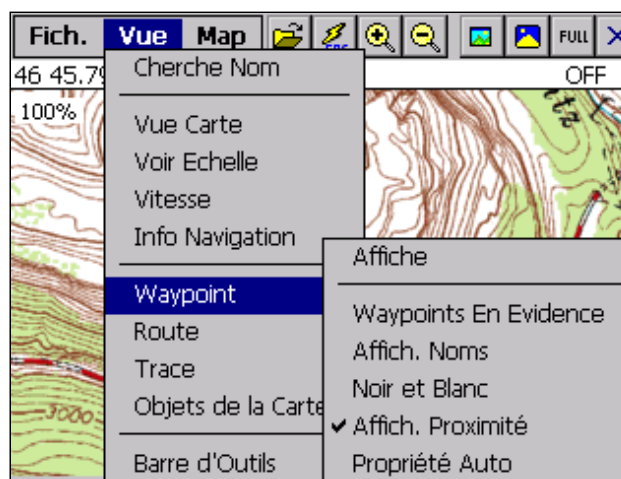 Fich. Vue Map FULL
46 45.79 OFF
100%
Cherche Nom
Vue Carte
Voir Echelle
Vitesse
Info Navigation
Waypoint
Route
Trace
Objets de la Carte
Barre d'Outils
Affiche
Waypoints En Evidence
Affich. Noms
Noir et Blanc
Affich. Proximité
Propriété Auto
3000